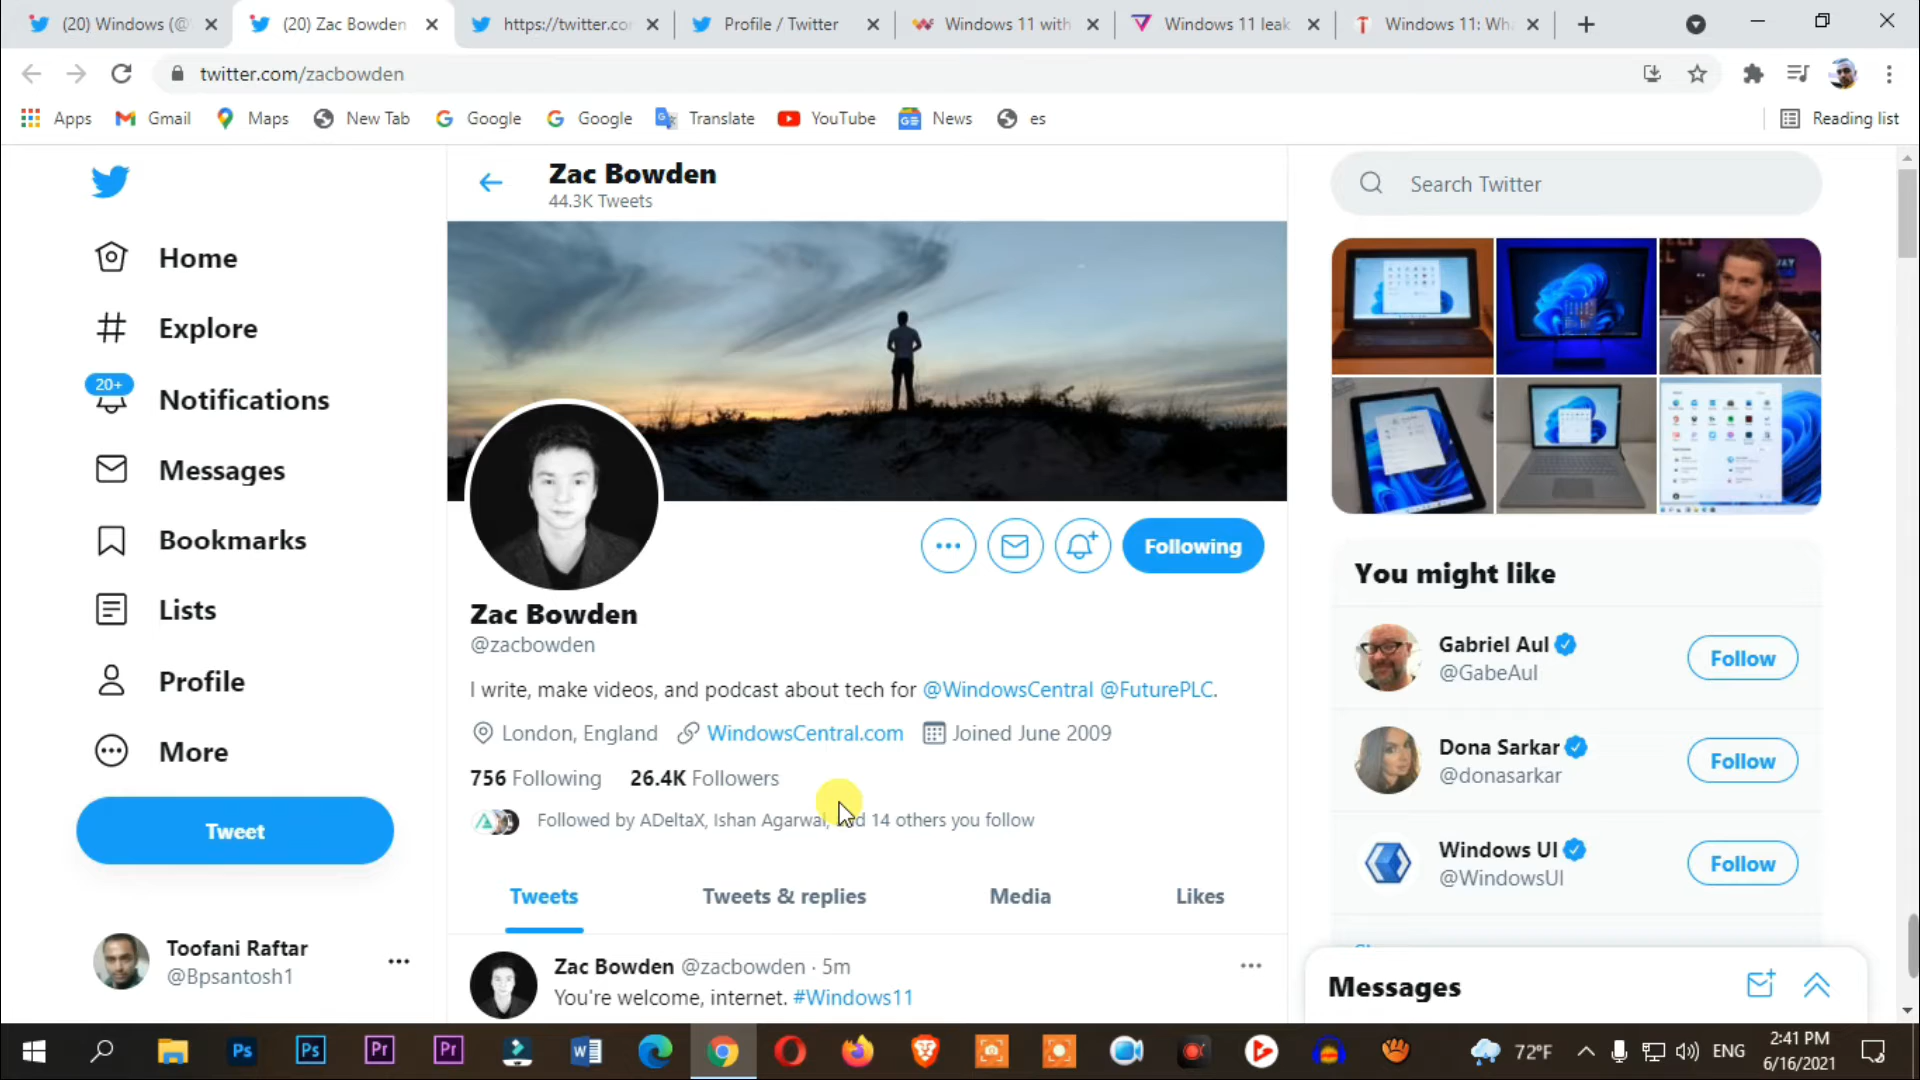 (20) Windows (@
(20) Zac Bowden
https://twitter.co
Profile / Twitter
Windows 11 with
Windows 11 leak
Windows 11: Wh
twitter.com/zacbowden
Apps
Gmail
Maps
New Tab
Google
Google
Translate
YouTube
News
es
Reading list
Home
Explore
20+
Notifications
Messages
Bookmarks
Lists
Profile
More
Tweet
Toofani Raftar
@Bpsantosh1
Zac Bowden
44.3K Tweets
Following
Zac Bowden
@zacbowden
I write, make videos, and podcast about tech for @WindowsCentral @FuturePLC.
London, England WindowsCentral.com Joined June 2009
756 Following 26.4K Followers
Followed by ADeltaX, Ishan Agarwal, and 14 others you follow
Tweets
Tweets & replies
Media
Likes
Zac Bowden @zacbowden · 5m
You're welcome, internet. #Windows11
Search Twitter
You might like
Gabriel Aul
@GabeAul
Follow
Dona Sarkar
@donasarkar
Follow
Windows UI
@WindowsUI
Follow
Messages
Ps
Ps
Pr
Pr
72°F
ENG
2:41 PM
6/16/2021